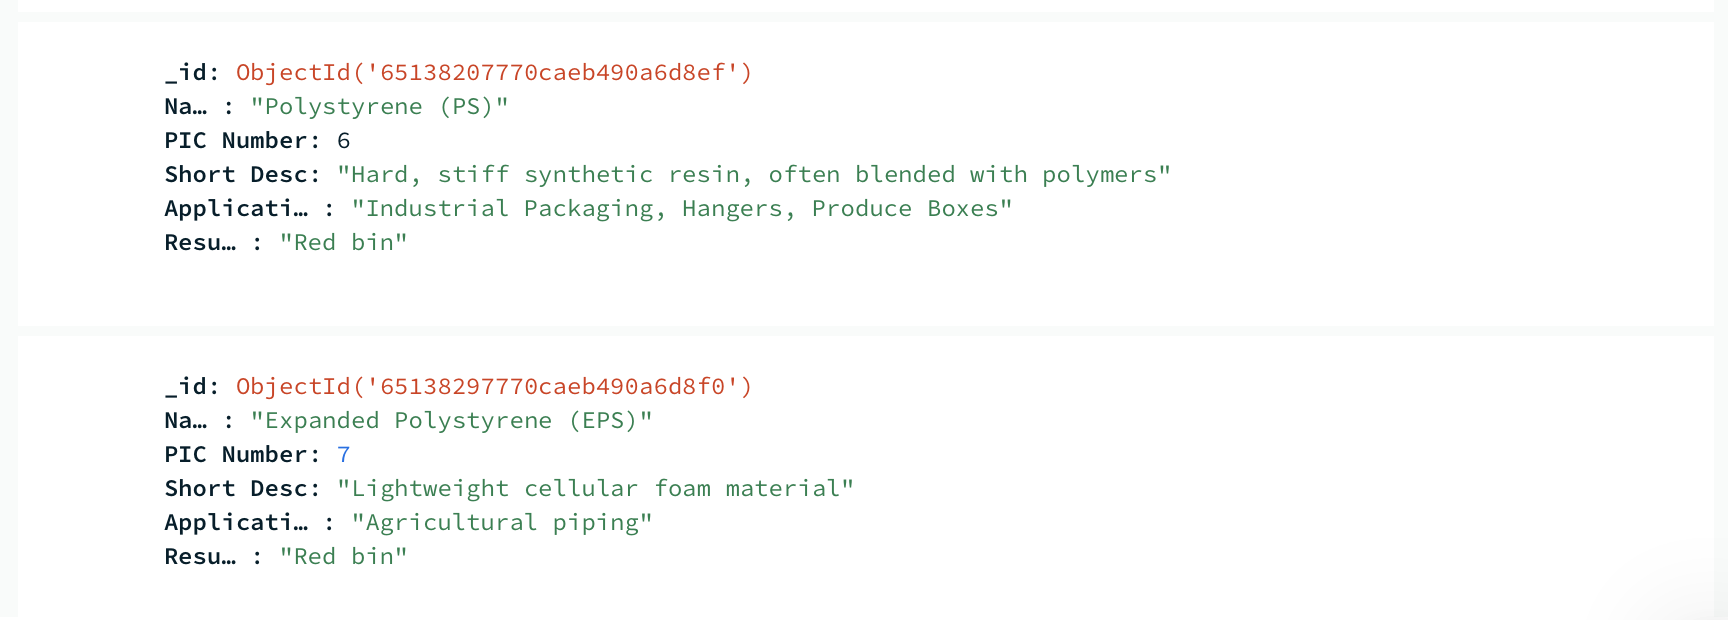 _id: ObjectId('65138207770caeb490a6d8ef')
Na… : "Polystyrene (PS)"
PIC Number: 6
Short Desc: "Hard, stiff synthetic resin, often blended with polymers"
Applicati… : "Industrial Packaging, Hangers, Produce Boxes"
Resu… : "Red bin"
_id: ObjectId('65138297770caeb490a6d8f0')
Na… : "Expanded Polystyrene (EPS)"
PIC Number: 7
Short Desc: "Lightweight cellular foam material"
Applicati… : "Agricultural piping"
Resu… : "Red bin"